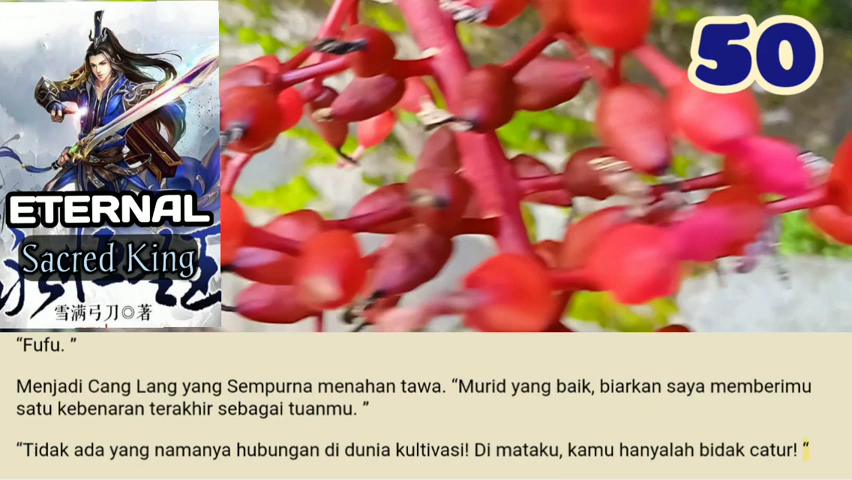 50
ETERNAL
Sacred King
雪满弓刀◎著
“Fufu. ”
Menjadi Cang Lang yang Sempurna menahan tawa. “Murid yang baik, biarkan saya memberimu
satu kebenaran terakhir sebagai tuanmu. ”
“Tidak ada yang namanya hubungan di dunia kultivasi! Di mataku, kamu hanyalah bidak catur! “